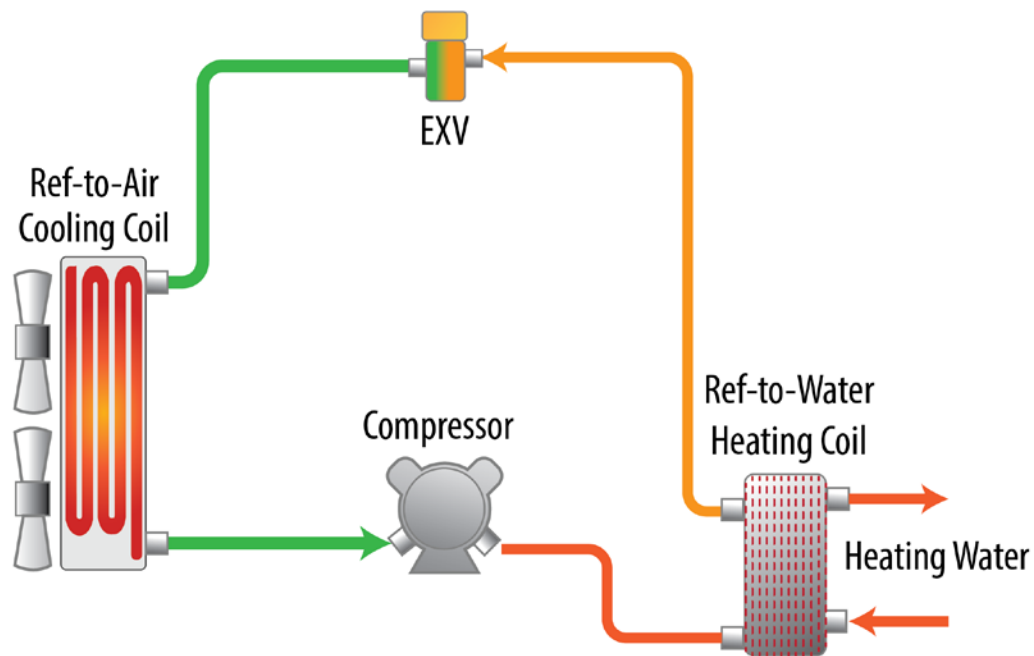 EXV
Ref-to-Air
Cooling Coil
Compressor
Ref-to-Water
Heating Coil
Heating Water